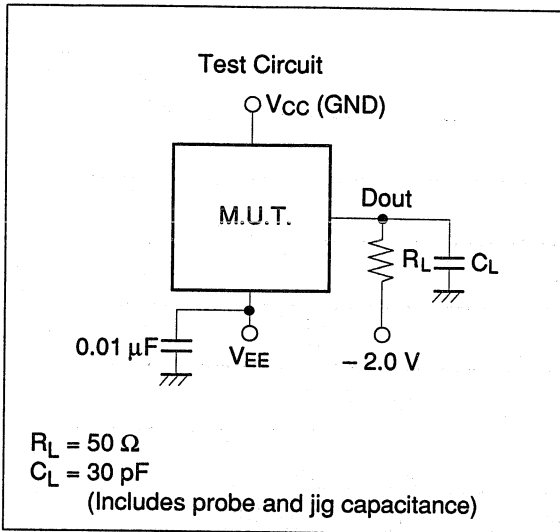 Test Circuit
VCC (GND)
M.U.T.
Dout
RL
CL
0.01 µF
VEE
– 2.0 V
RL = 50 Ω
CL = 30 pF
(Includes probe and jig capacitance)